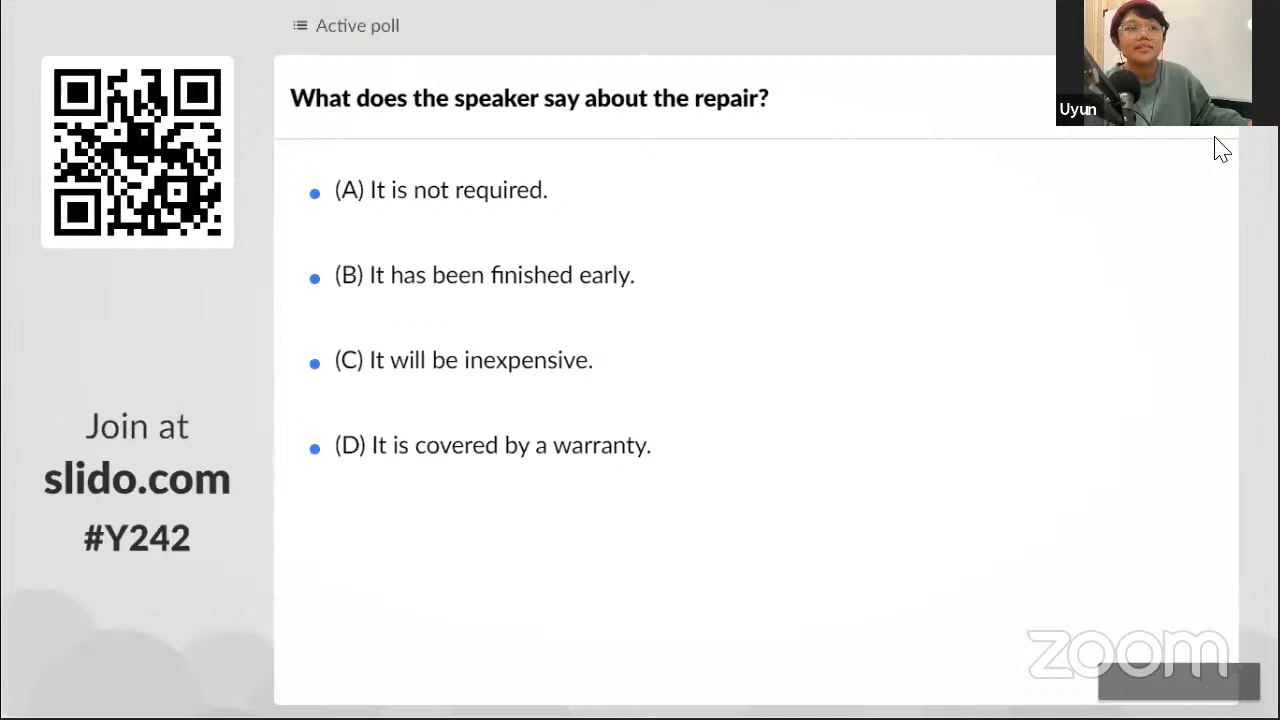 Active poll
What does the speaker say about the repair?
(A) It is not required.
(B) It has been finished early.
(C) It will be inexpensive.
(D) It is covered by a warranty.
Join at
slido.com
#Y242
Uyun
zoom